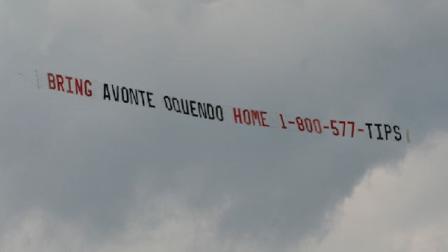 BRING AVONTE OQUENDO HOME 1-800-577-TIPS